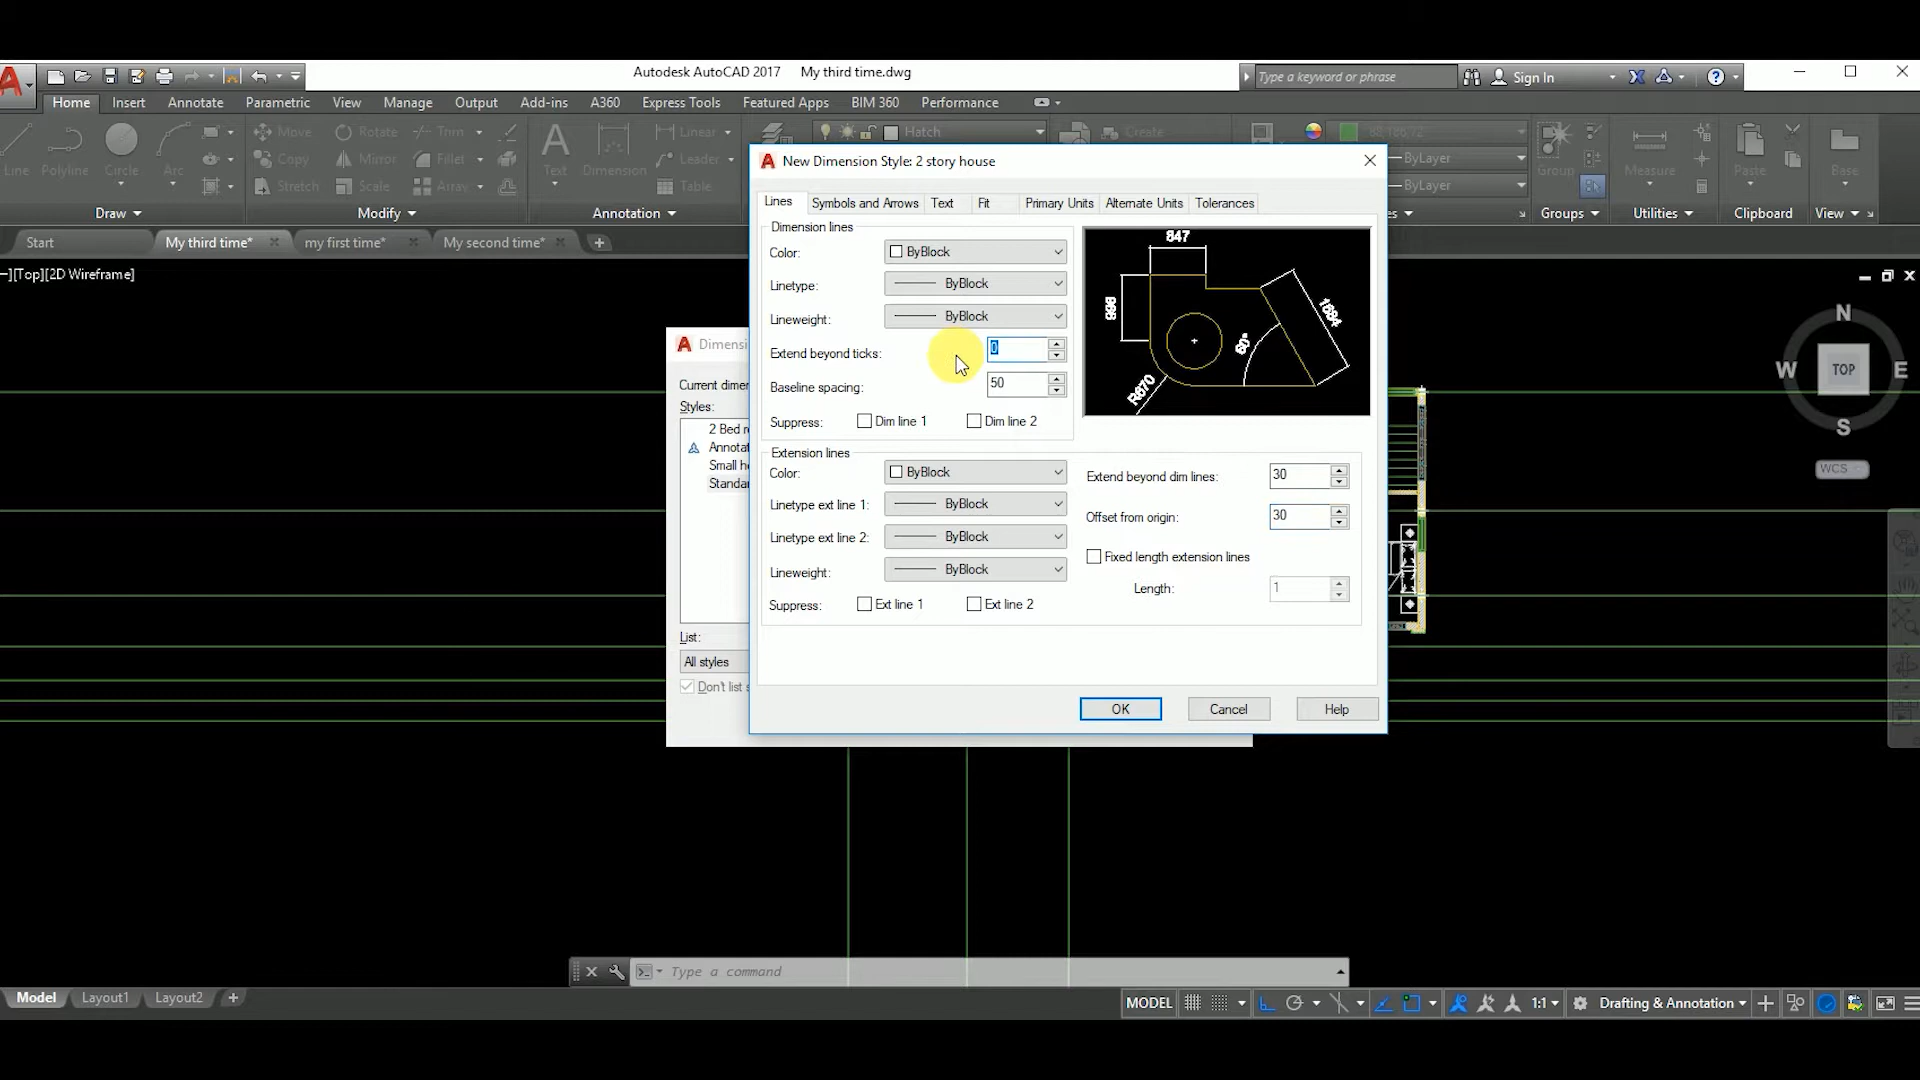 Autodesk AutoCAD 2017 My third time.dwg
Type a keyword or phrase
Sign In
Home Insert Annotate Parametric View Manage Output Add-ins A360 Express Tools Featured Apps BIM 360 Performance
Line Polyline Circle Arc
Move Rotate Trim
Copy Mirror Fillet
Stretch Scale Array
Text Dimension
Linear
Leader
Table
Hatch
Create
ByLayer
ByLayer
Group
Measure
Paste
Base
Draw Modify Annotation Groups Utilities Clipboard View
Start My third time* my first time* My second time*
[Top][2D Wireframe]
New Dimension Style: 2 story house
Lines Symbols and Arrows Text Fit Primary Units Alternate Units Tolerances
Dimension lines
Color: ByBlock
Linetype: ByBlock
Lineweight: ByBlock
Extend beyond ticks: 0
Baseline spacing: 50
Suppress: Dim line 1 Dim line 2
847
998
1884
60°
R670
Extension lines
Color: ByBlock
Linetype ext line 1: ByBlock
Linetype ext line 2: ByBlock
Lineweight: ByBlock
Suppress: Ext line 1 Ext line 2
Extend beyond dim lines: 30
Offset from origin: 30
Fixed length extension lines
Length: 1
OK Cancel Help
Dimen
Current dimen
Styles:
2 Bed r
Annotat
Small h
Standar
List:
All styles
Don't list s
N
W TOP E
S
WCS
Type a command
Model Layout1 Layout2
MODEL 1:1 Drafting & Annotation